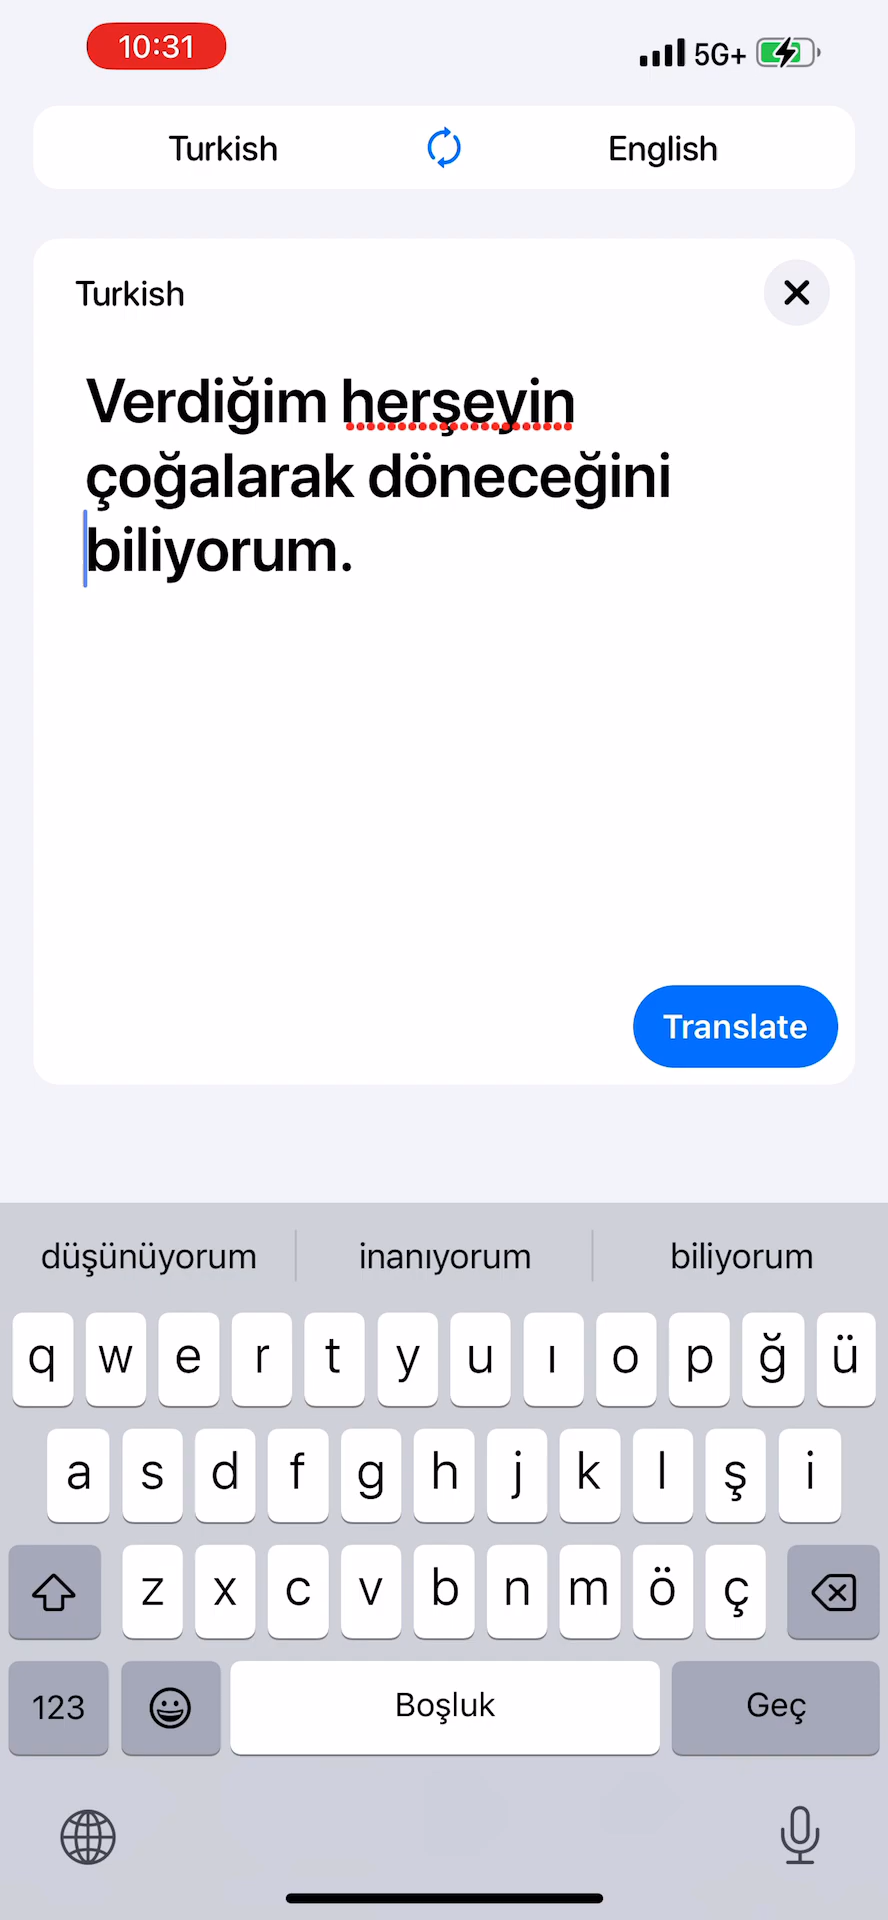 10:31 5G+
Turkish English
Turkish
Verdiğim herşeyin
çoğalarak döneceğini
biliyorum.
Translate
düşünüyorum inanıyorum biliyorum
q w e r t y u ı o p ğ ü
a s d f g h j k l ş i
z x c v b n m ö ç
123 Boşluk Geç